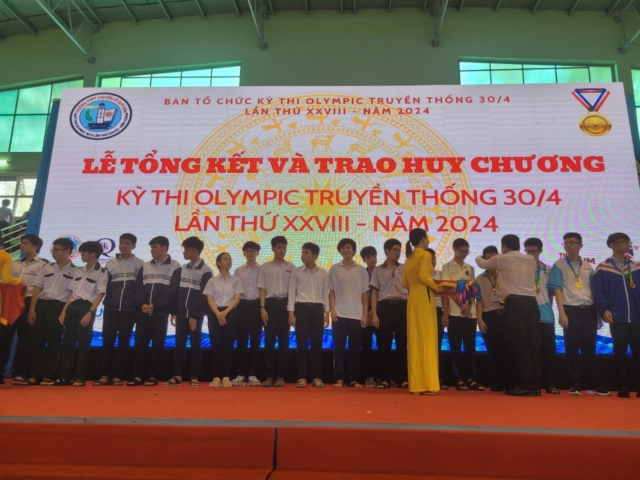 BAN TỔ CHỨC KỲ THI OLYMPIC TRUYỀN THỐNG 30/4
LẦN THỨ XXVIII - NĂM 2024
LỄ TỔNG KẾT VÀ TRAO HUY CHƯƠNG
KỲ THI OLYMPIC TRUYỀN THỐNG 30/4
LẦN THỨ XXVIII - NĂM 2024